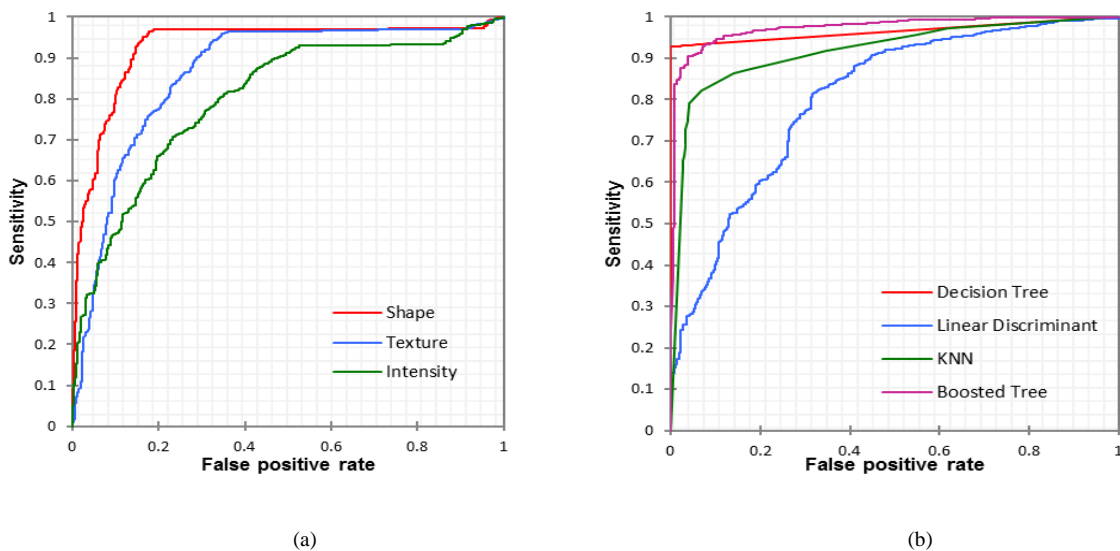 1
0.9
0.8
0.7
0.6
0.5
0.4
0.3
0.2
0.1
0
Sensitivity
Shape
Texture
Intensity
0 0.2 0.4 0.6 0.8 1
False positive rate
(a)
1
0.9
0.8
0.7
0.6
0.5
0.4
0.3
0.2
0.1
0
Sensitivity
Decision Tree
Linear Discriminant
KNN
Boosted Tree
0 0.2 0.4 0.6 0.8 1
False positive rate
(b)